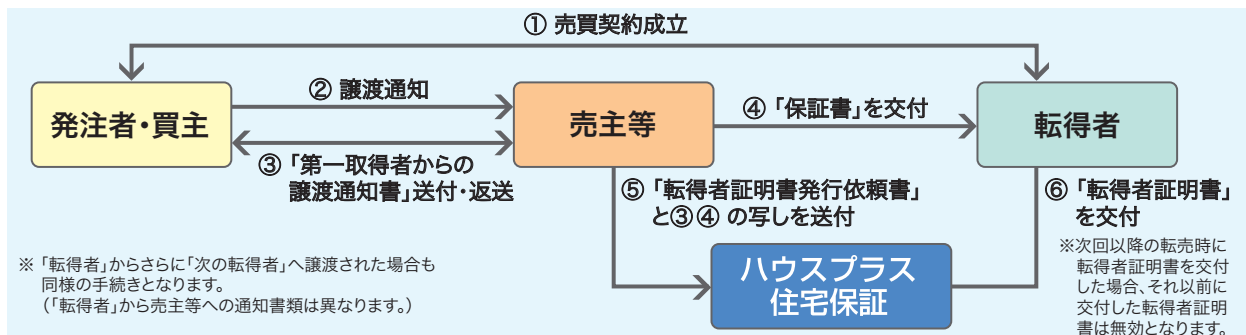 ① 売買契約成立
発注者・買主
② 譲渡通知
売主等
④ 「保証書」を交付
転得者
③ 「第一取得者からの
譲渡通知書」送付・返送
⑤ 「転得者証明書発行依頼書」
と③④ の写しを送付
⑥ 「転得者証明書」
を交付
※ 「転得者」からさらに「次の転得者」へ譲渡された場合も
同様の手続きとなります。
（「転得者」から売主等への通知書類は異なります。）
ハウスプラス
住宅保証
※次回以降の転売時に
転得者証明書を交付
した場合、それ以前に
交付した転得者証明
書は無効となります。